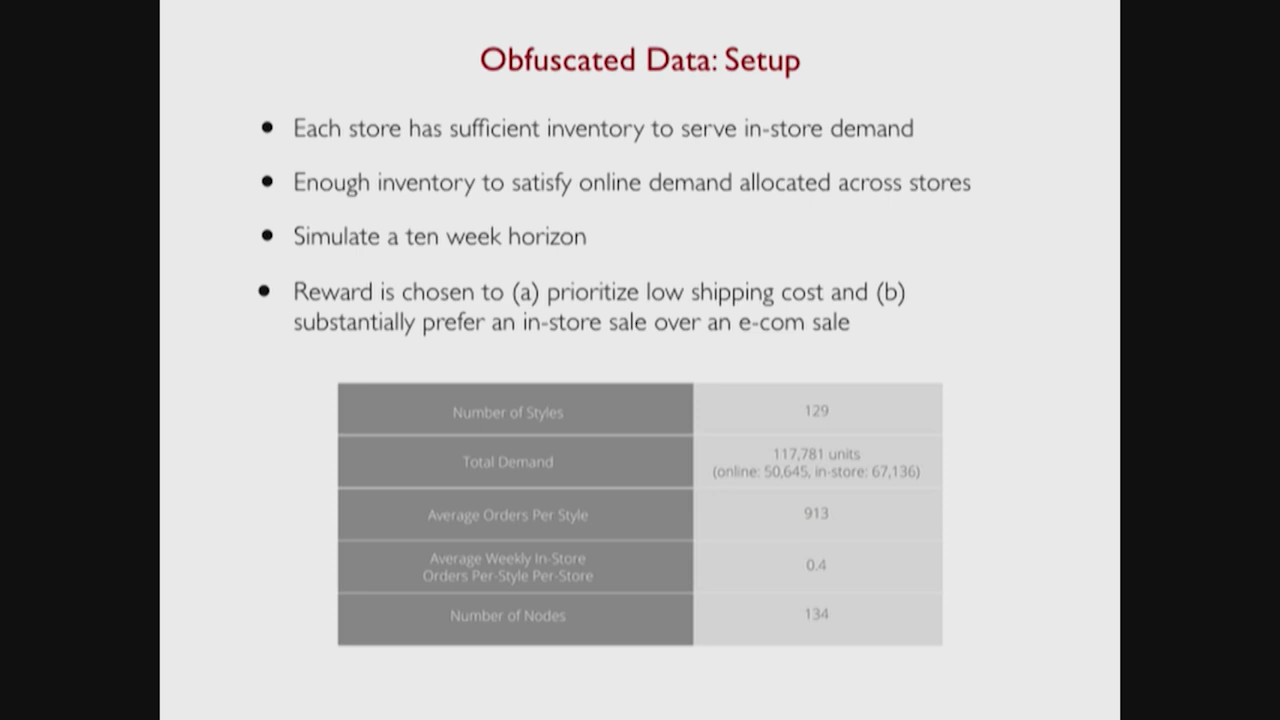 Obfuscated Data: Setup
● Each store has sufficient inventory to serve in-store demand
● Enough inventory to satisfy online demand allocated across stores
● Simulate a ten week horizon
● Reward is chosen to (a) prioritize low shipping cost and (b)
substantially prefer an in-store sale over an e-com sale
Number of Styles 129
Total Demand 117,781 units
(online: 50,645, in-store: 67,136)
Average Orders Per Style 913
Average Weekly In-Store
Orders Per-Style Per-Store 0.4
Number of Nodes 134